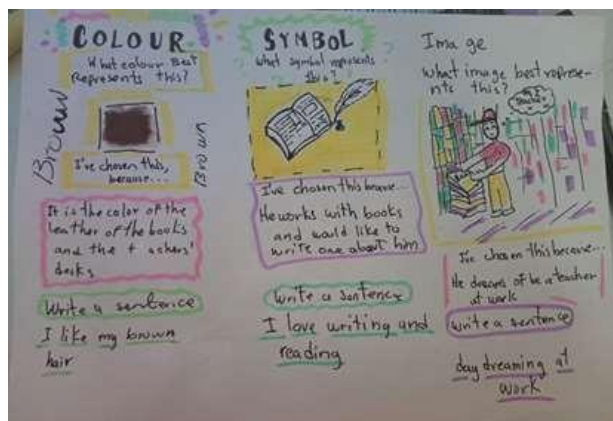 COLOUR
What colour best
represents this?
Brown
Brown
I've chosen this,
because...
It is the color of the
leather of the books
and the t achers'
desks
Write a sentence
I like my brown
hair
SYMBOL
What symbol represents
this?
I've chosen this because...
He works with books
and would like to
write one about him
Write a sentence
I love writing and
reading
Image
What image best represe-
nts this?
I've chosen this because...
He dreams of be a teacher
at work
Write a sentence
day dreaming at
work